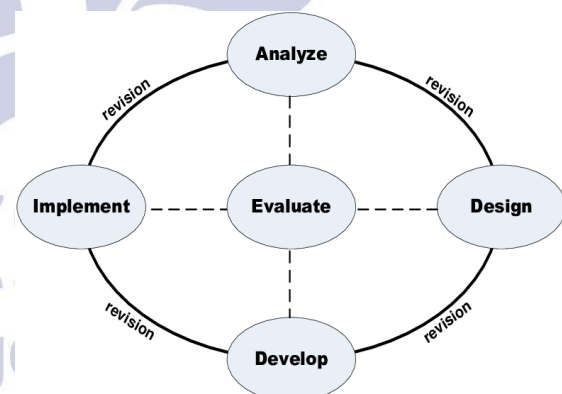 Analyze
revision
revision
Implement
Evaluate
Design
revision
revision
Develop